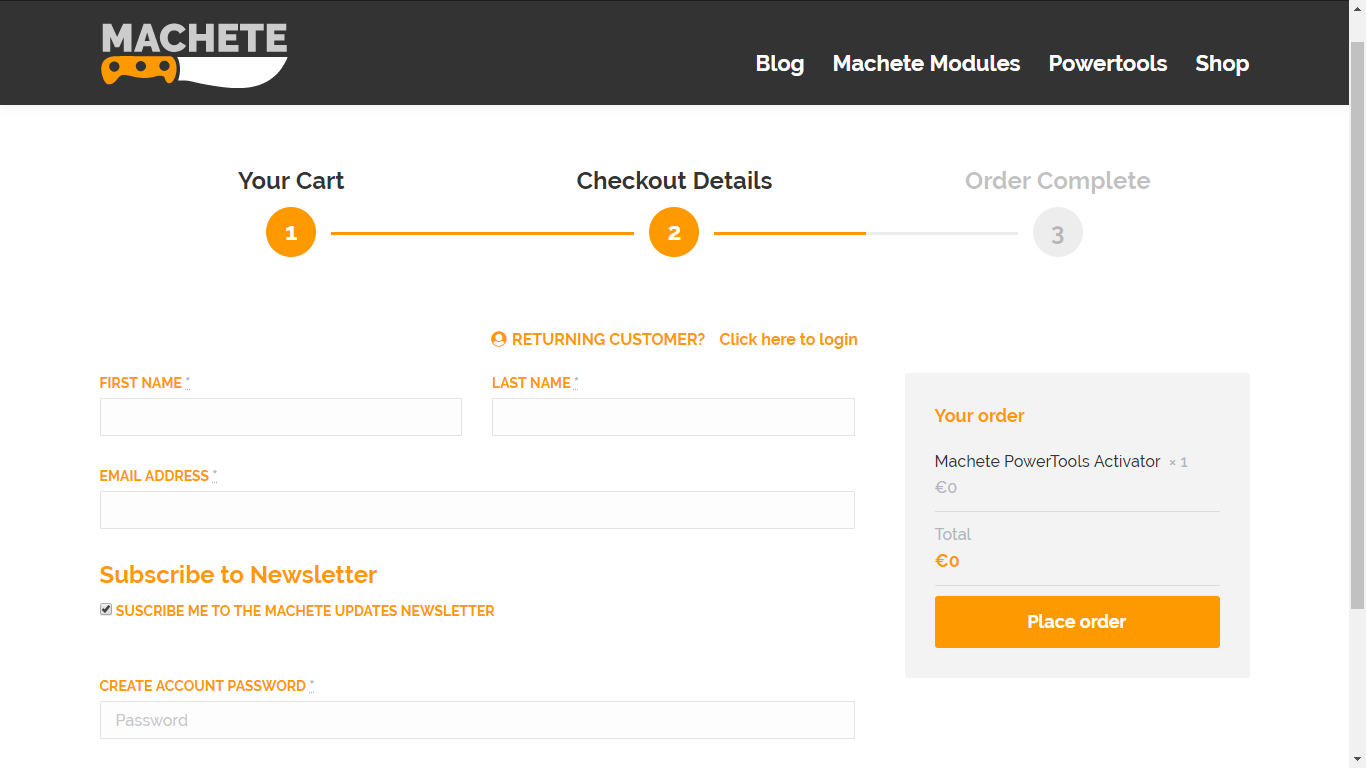 MACHETE
Blog Machete Modules Powertools Shop
Your Cart Checkout Details Order Complete
1 2 3
RETURNING CUSTOMER? Click here to login
FIRST NAME * LAST NAME *
EMAIL ADDRESS *
Subscribe to Newsletter
SUSCRIBE ME TO THE MACHETE UPDATES NEWSLETTER
CREATE ACCOUNT PASSWORD *
Password
Your order
Machete PowerTools Activator × 1
€0
Total
€0
Place order